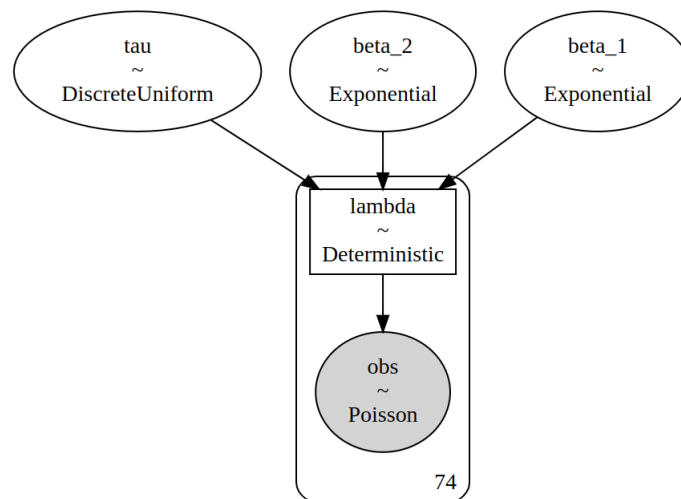 tau
~
DiscreteUniform
beta_2
~
Exponential
beta_1
~
Exponential
lambda
~
Deterministic
obs
~
Poisson
74